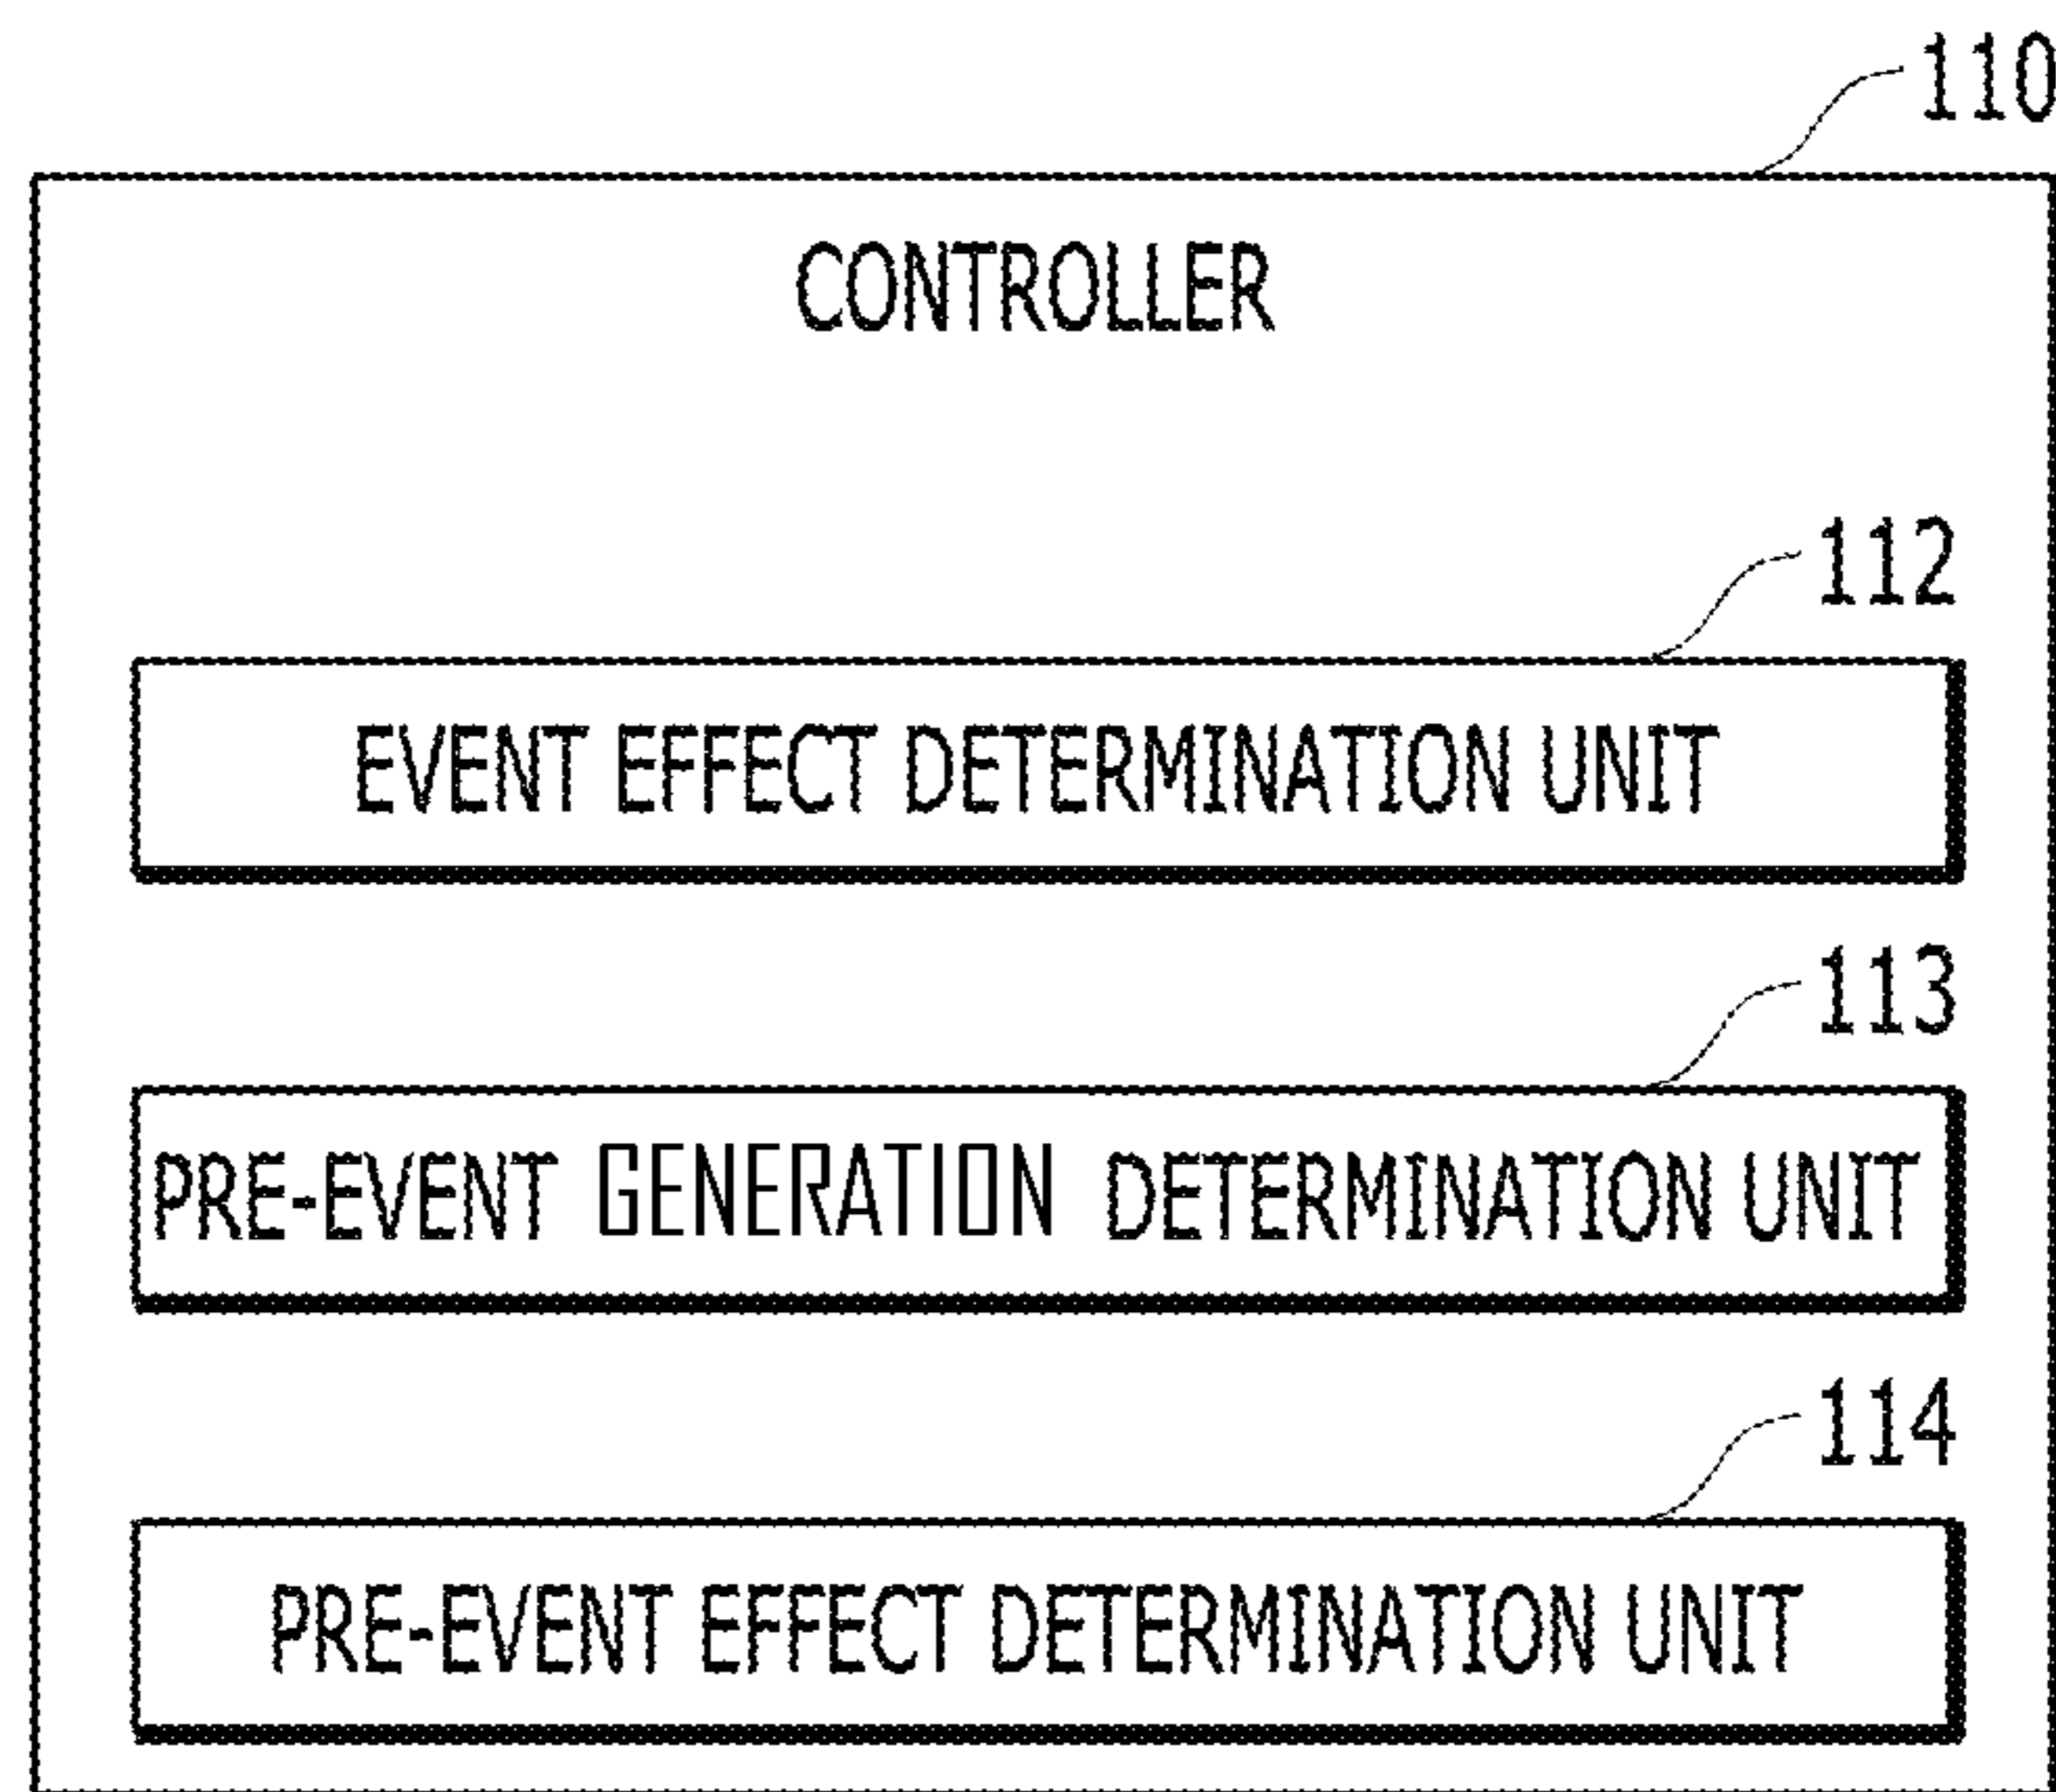 110
CONTROLLER
112
EVENT EFFECT DETERMINATION UNIT
113
PRE-EVENT GENERATION DETERMINATION UNIT
114
PRE-EVENT EFFECT DETERMINATION UNIT